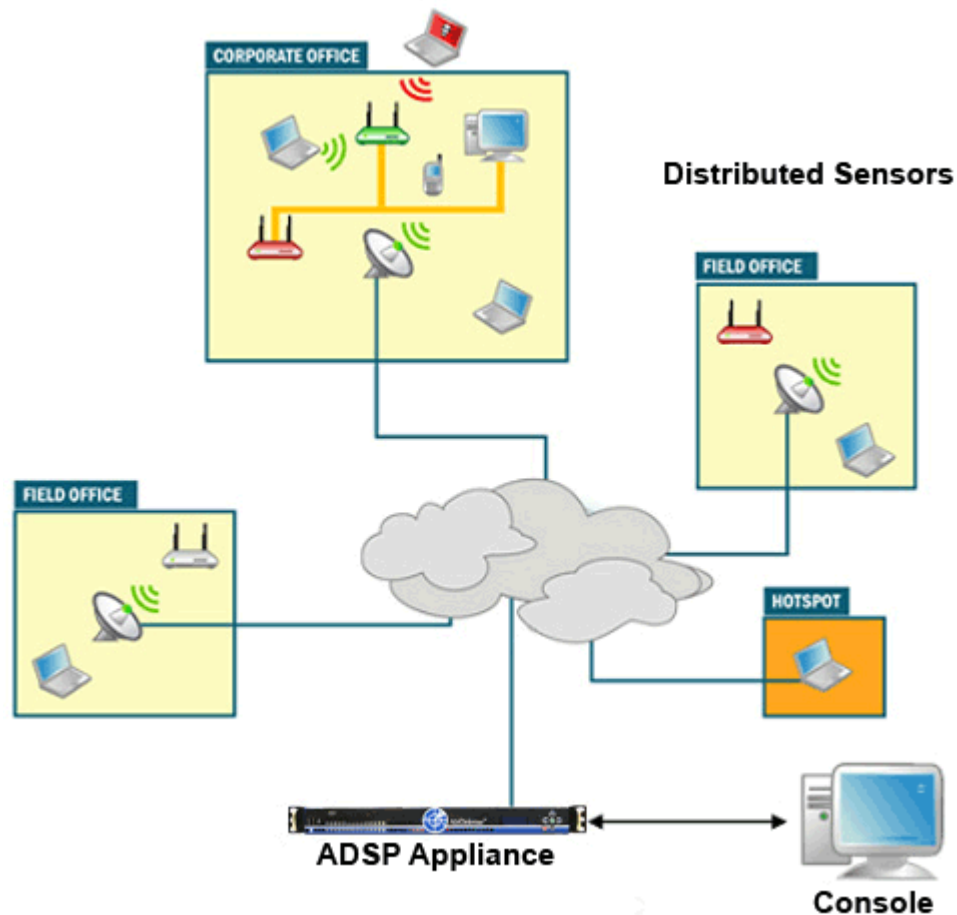 CORPORATE OFFICE
Distributed Sensors
FIELD OFFICE
FIELD OFFICE
HOTSPOT
ADSP Appliance
Console